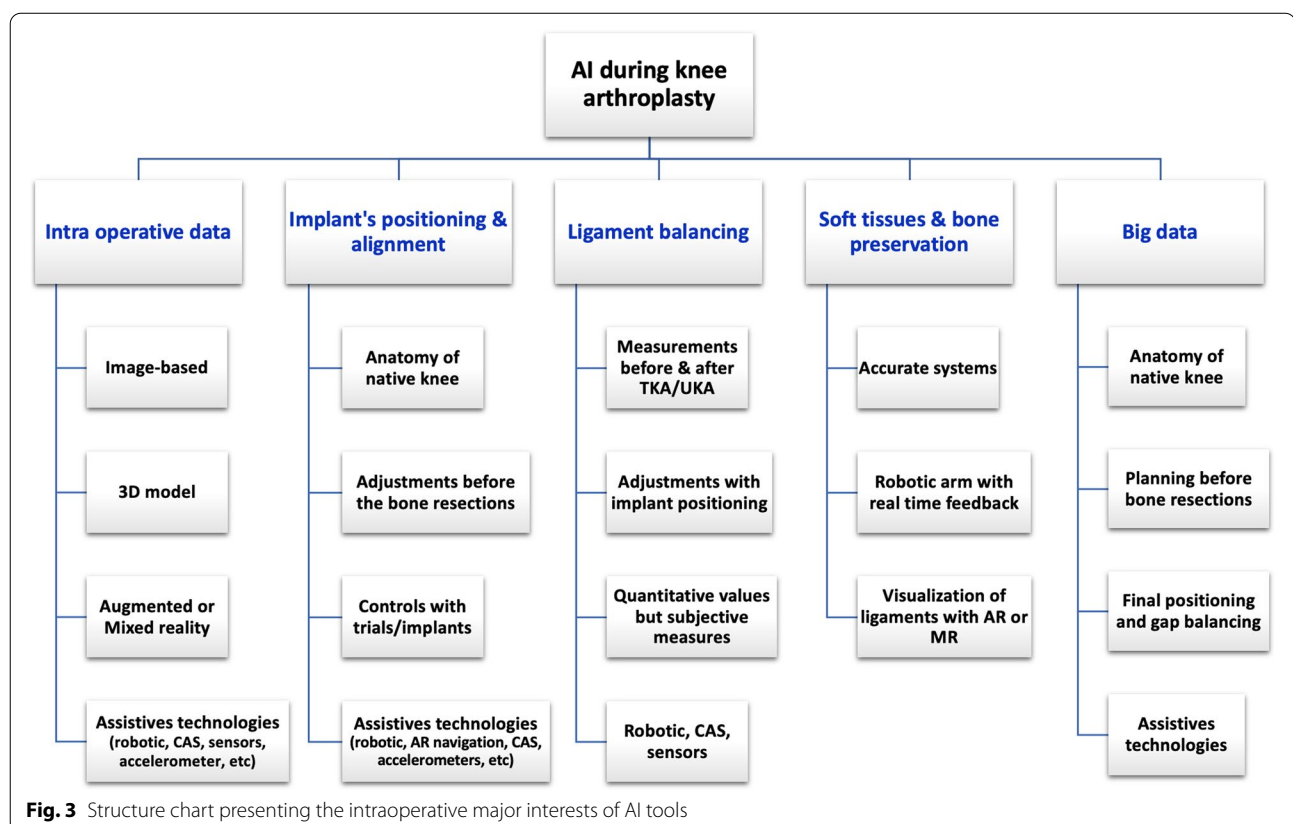 AI during knee
arthroplasty
Intra operative data
Image-based
3D model
Augmented or
Mixed reality
Assistives technologies
(robotic, CAS, sensors,
accelerometer, etc)
Implant's positioning &
alignment
Anatomy of
native knee
Adjustments before
the bone resections
Controls with
trials/implants
Assistives technologies
(robotic, AR navigation, CAS,
accelerometers, etc)
Ligament balancing
Measurements
before & after
TKA/UKA
Adjustments with
implant positioning
Quantitative values
but subjective
measures
Robotic, CAS,
sensors
Soft tissues & bone
preservation
Accurate systems
Robotic arm with
real time feedback
Visualization of
ligaments with AR or
MR
Big data
Anatomy of
native knee
Planning before
bone resections
Final positioning
and gap balancing
Assistives
technologies
Fig. 3 Structure chart presenting the intraoperative major interests of AI tools